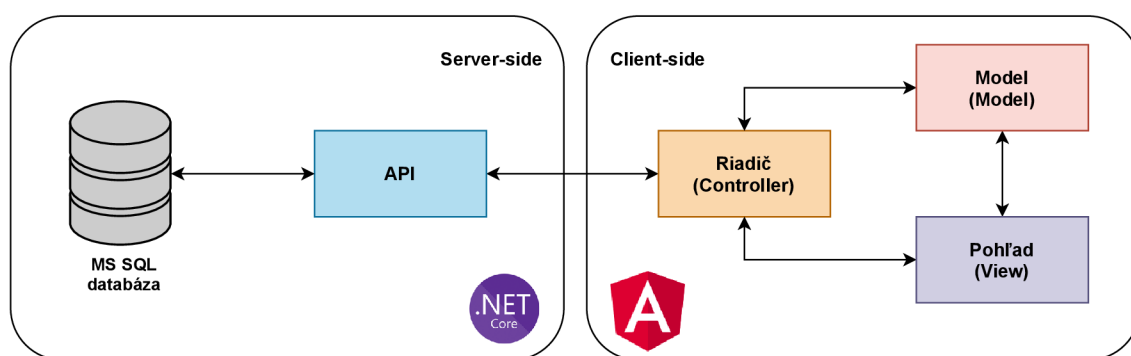 Server-side
MS SQL
databáza
API
.NET
Core
Client-side
Riadič
(Controller)
Model
(Model)
Pohľad
(View)
A